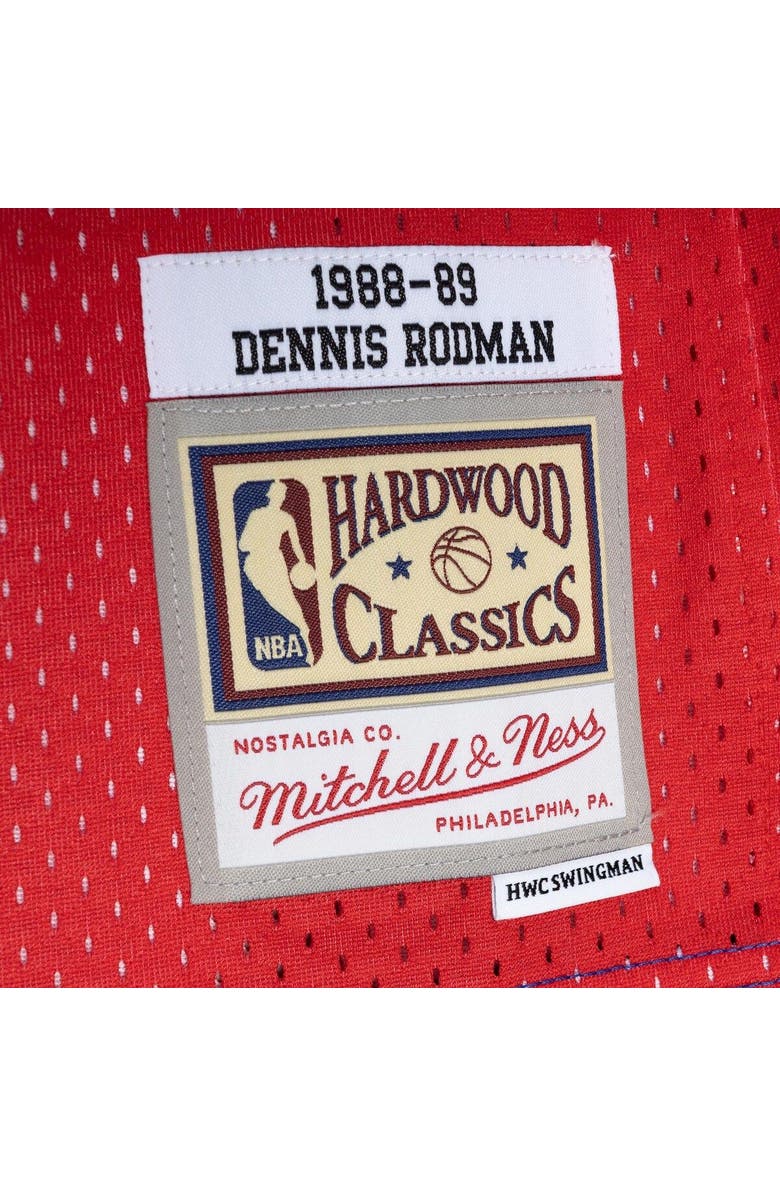 1988-89
DENNIS RODMAN
HARDWOOD
CLASSICS
NBA
NOSTALGIA CO.
Mitchell & Ness
PHILADELPHIA, PA.
HWC SWINGMAN